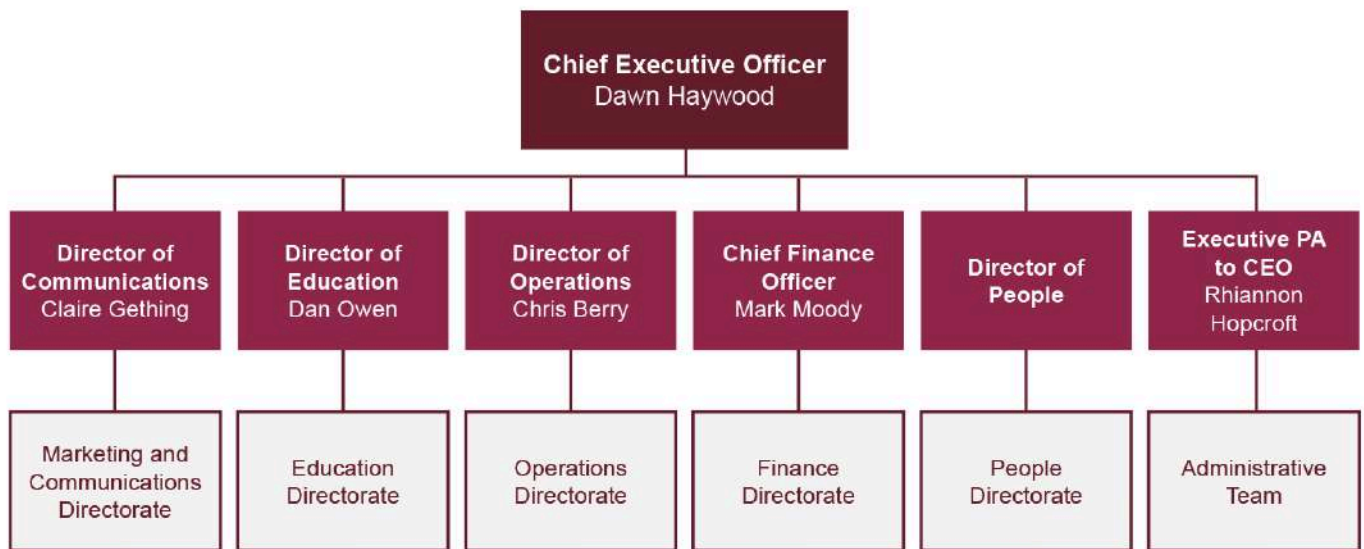 Chief Executive Officer
Dawn Haywood
Director of
Communications
Claire Gething
Director of
Education
Dan Owen
Director of
Operations
Chris Berry
Chief Finance
Officer
Mark Moody
Director of
People
Executive PA
to CEO
Rhiannon
Hopcroft
Marketing and
Communications
Directorate
Education
Directorate
Operations
Directorate
Finance
Directorate
People
Directorate
Administrative
Team